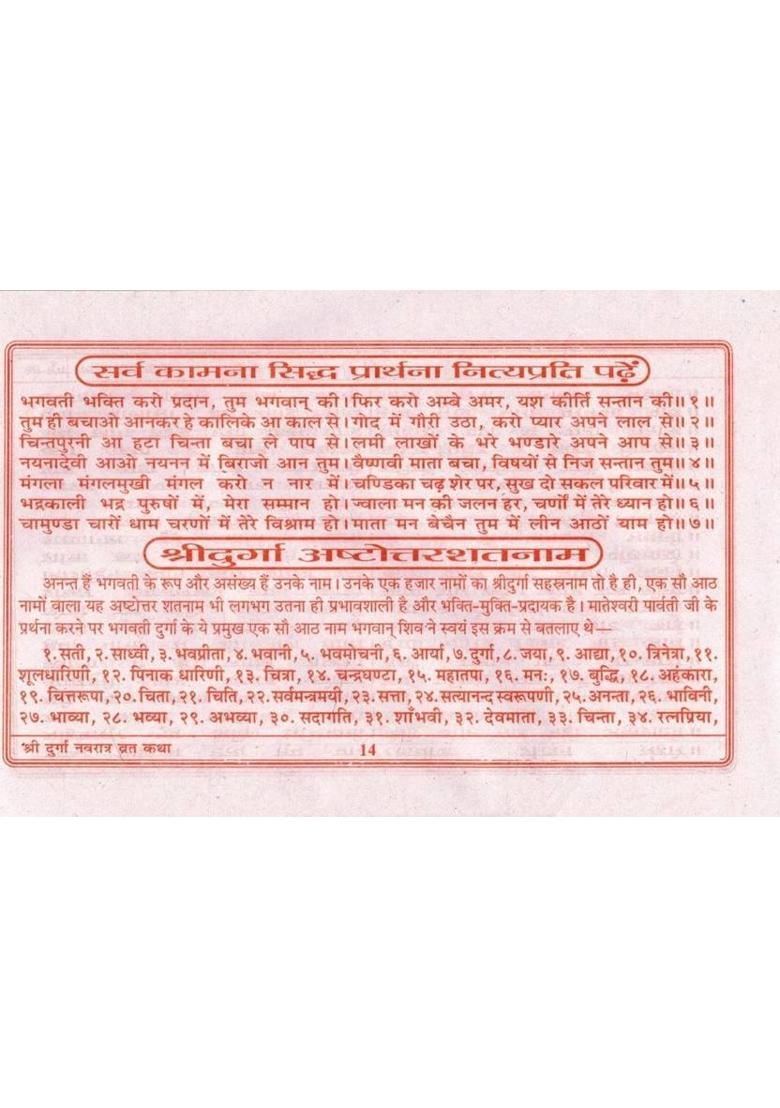 सर्व कामना सिद्ध प्रार्थना नित्यप्रति पढ़ें
भगवती भक्ति करो प्रदान, तुम भगवान् की।फिर करो अम्बे अमर, यश कीर्ति सन्तान की॥१॥
तुम ही बचाओ आनकर हे कालिके आ काल से।गोद में गौरी उठा, करो प्यार अपने लाल से॥२॥
चिन्तपुरनी आ हटा चिन्ता बचा ले पाप से।लमी लाखों के भरे भण्डारे अपने आप से॥३॥
नयनादेवी आओ नयनन में बिराजो आन तुम।वैष्णवी माता बचा, विषयों से निज सन्तान तुम॥४॥
मंगला मंगलमुखी मंगल करो न नार में।चण्डिका चढ़ शेर पर, सुख दो सकल परिवार में॥५॥
भद्रकाली भद्र पुरुषों में, मेरा सम्मान हो।ज्वाला मन की जलन हर, चर्णों में तेरे ध्यान हो॥६॥
चामुण्डा चारों धाम चरणों में तेरे विश्राम हो।माता मन बेचैन तुम में लीन आठों याम हो॥७॥
श्रीदुर्गा अष्टोत्तरशतनाम
अनन्त हैं भगवती के रूप और असंख्य हैं उनके नाम। उनके एक हजार नामों का श्रीदुर्गा सहस्रनाम तो है ही, एक सौ आठ
नामों वाला यह अष्टोत्तर शतनाम भी लगभग उतना ही प्रभावशाली है और भक्ति-मुक्ति-प्रदायक है। मातेश्वरी पार्वती जी के
प्रर्थना करने पर भगवती दुर्गा के ये प्रमुख एक सौ आठ नाम भगवान् शिव ने स्वयं इस क्रम से बतलाए थे—
१. सती, २. साध्वी, ३. भवप्रीता, ४. भवानी, ५. भवमोचनी, ६. आर्या, ७. दुर्गा, ८. जया, ९. आद्या, १०. त्रिनेत्रा, ११.
शूलधारिणी, १२. पिनाक धारिणी, १३. चित्रा, १४. चन्द्रघण्टा, १५. महातपा, १६. मन:, १७. बुद्धि, १८. अहंकारा,
१९. चित्तरूपा, २०. चिता, २१. चिति, २२. सर्वमन्त्रमयी, २३. सत्ता, २४. सत्यानन्द स्वरूपणी, २५. अनन्ता, २६. भाविनी,
२७. भाव्या, २८. भव्या, २९. अभव्या, ३०. सदागति, ३१. शाँभवी, ३२. देवमाता, ३३. चिन्ता, ३४. रत्नप्रिया,
श्री दुर्गा नवरात्र व्रत कथा 14